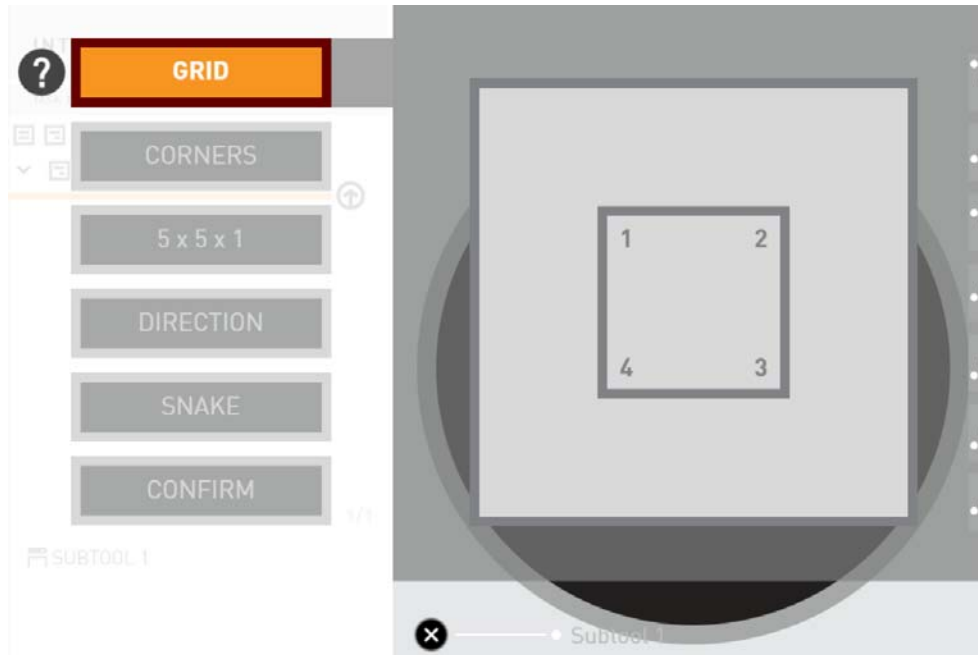 ?
GRID
CORNERS
5 x 5 x 1
DIRECTION
SNAKE
CONFIRM
1/1
SUBTOOL 1
1 2
4 3
Subtool 1